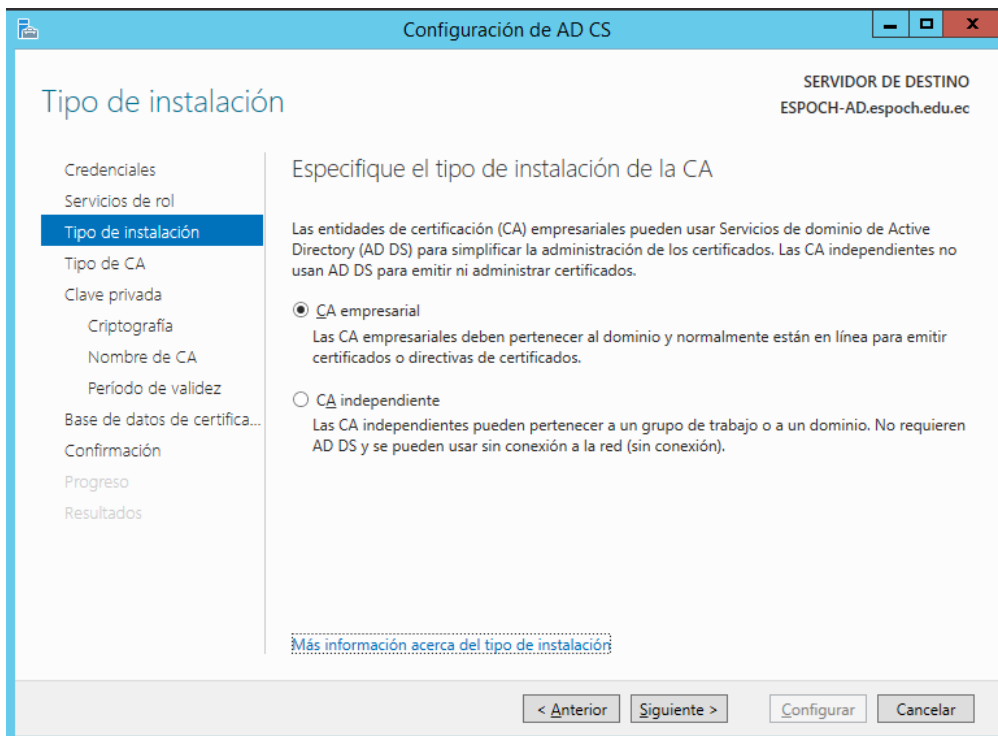 Configuración de AD CS
Tipo de instalación
SERVIDOR DE DESTINO
ESPOCH-AD.espoch.edu.ec
Credenciales
Servicios de rol
Tipo de instalación
Tipo de CA
Clave privada
Criptografía
Nombre de CA
Período de validez
Base de datos de certifica...
Confirmación
Progreso
Resultados
Especifique el tipo de instalación de la CA
Las entidades de certificación (CA) empresariales pueden usar Servicios de dominio de Active
Directory (AD DS) para simplificar la administración de los certificados. Las CA independientes no
usan AD DS para emitir ni administrar certificados.
CA empresarial
Las CA empresariales deben pertenecer al dominio y normalmente están en línea para emitir
certificados o directivas de certificados.
CA independiente
Las CA independientes pueden pertenecer a un grupo de trabajo o a un dominio. No requieren
AD DS y se pueden usar sin conexión a la red (sin conexión).
Más información acerca del tipo de instalación
< Anterior
Siguiente >
Configurar
Cancelar